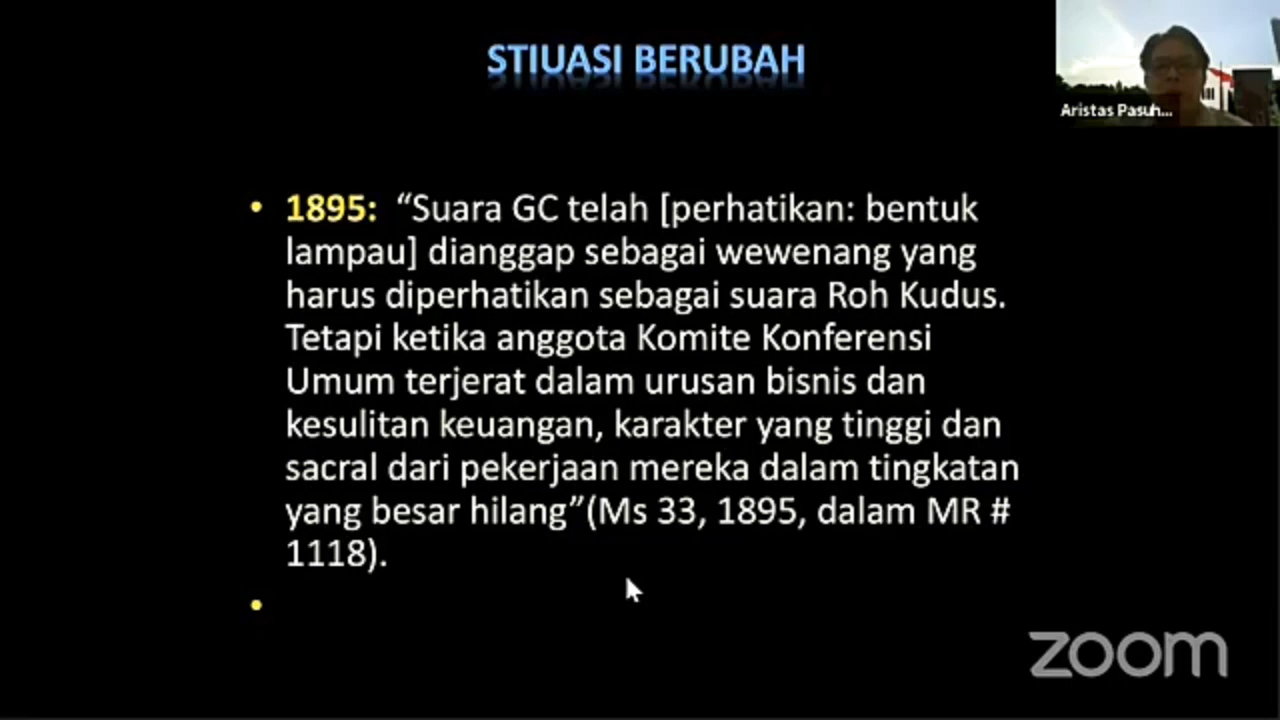 STIUASI BERUBAH
Aristas Pasuh...
• 1895: “Suara GC telah [perhatikan: bentuk
lampau] dianggap sebagai wewenang yang
harus diperhatikan sebagai suara Roh Kudus.
Tetapi ketika anggota Komite Konferensi
Umum terjerat dalam urusan bisnis dan
kesulitan keuangan, karakter yang tinggi dan
sacral dari pekerjaan mereka dalam tingkatan
yang besar hilang”(Ms 33, 1895, dalam MR #
1118).
•
zoom